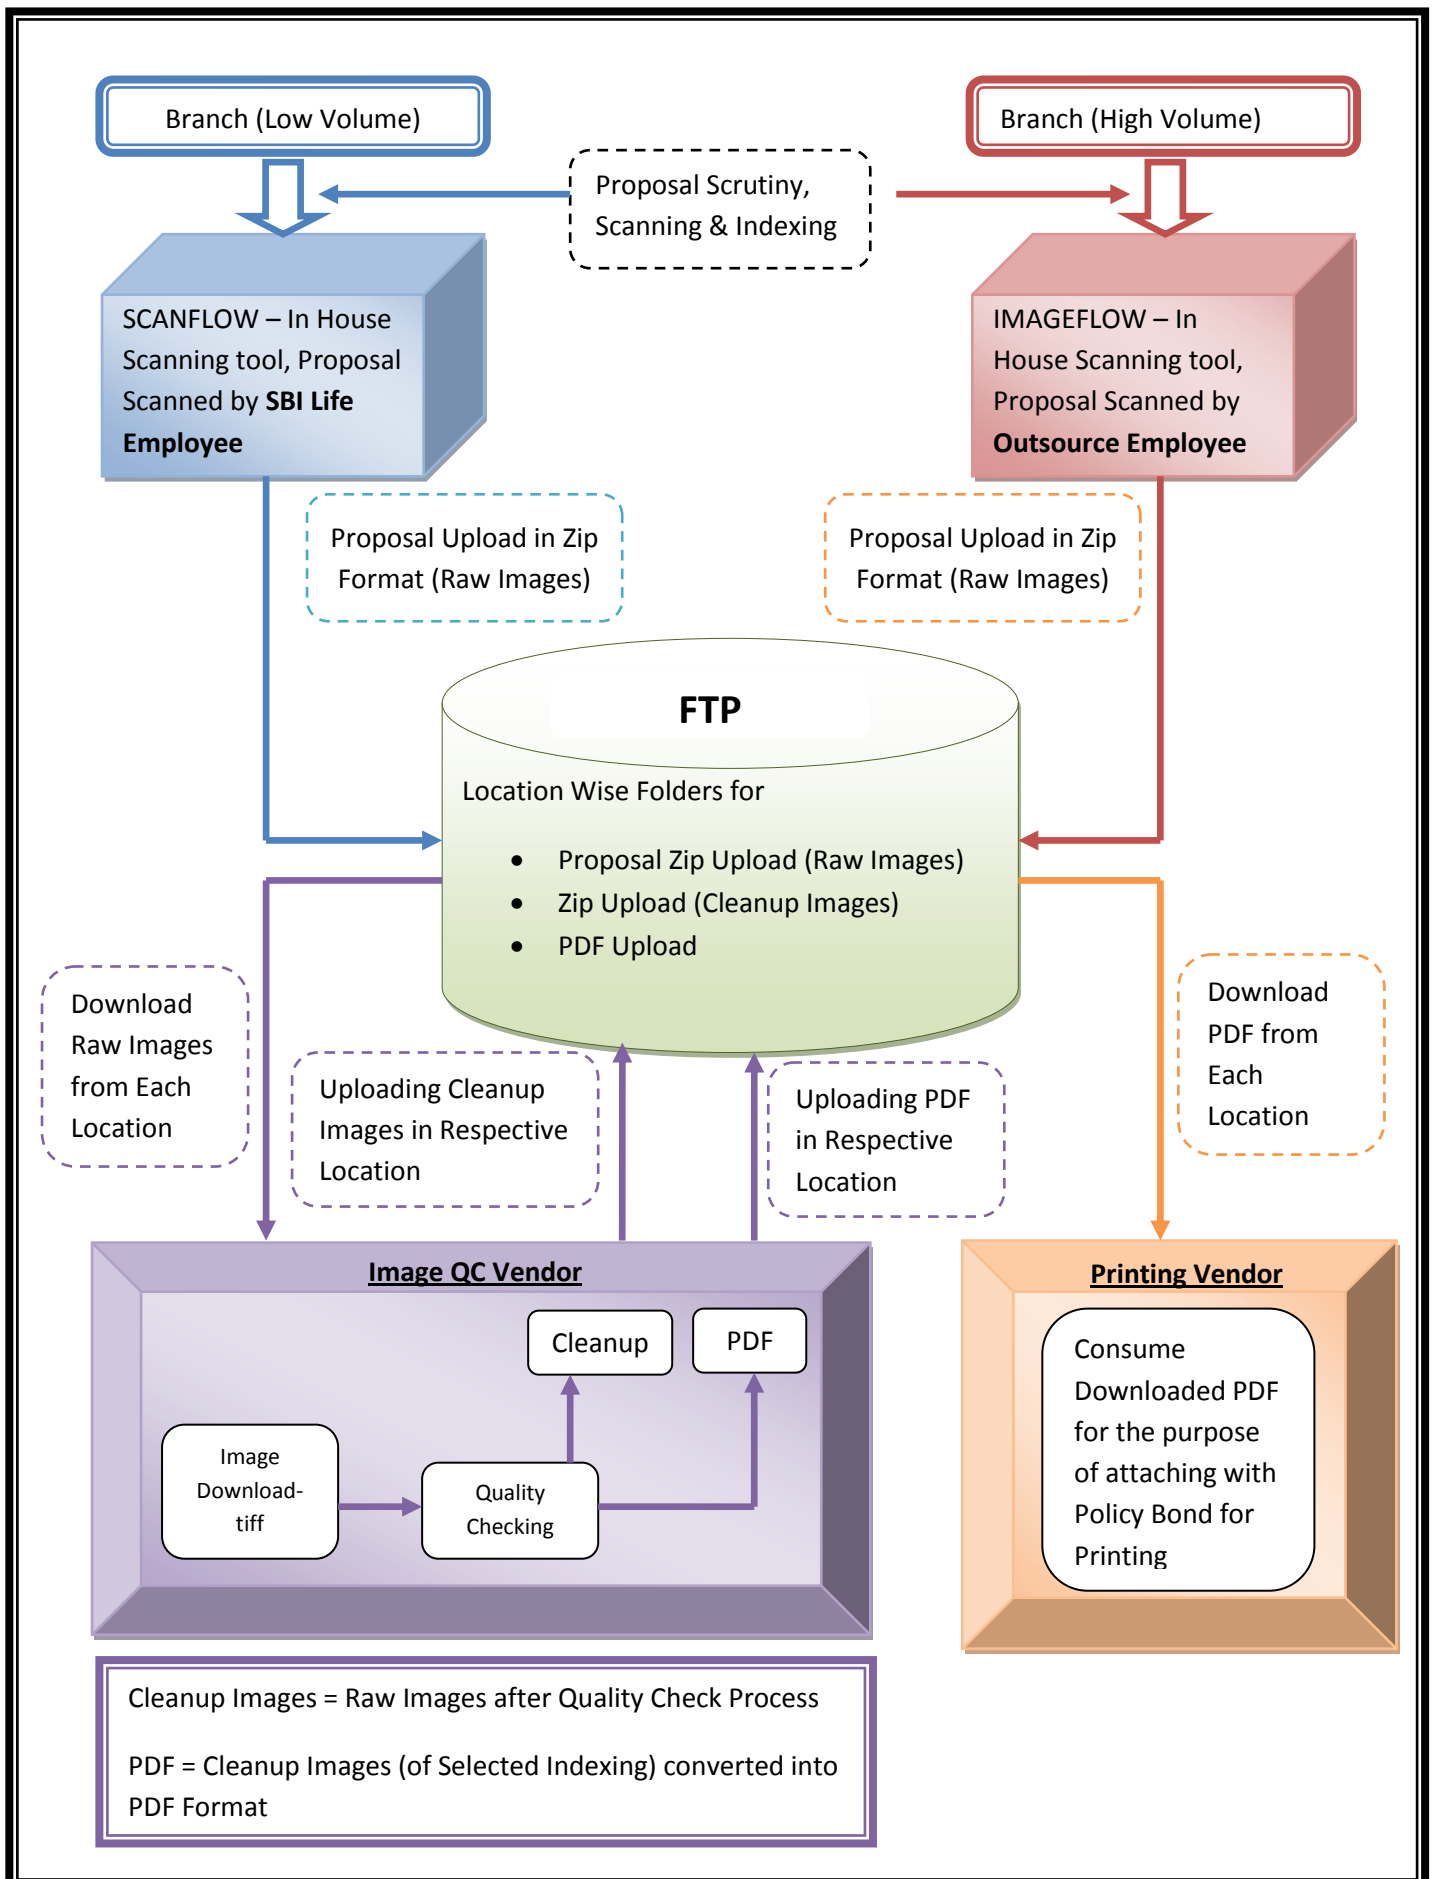 Branch (Low Volume)
Branch (High Volume)
Proposal Scrutiny,
Scanning & Indexing
SCANFLOW – In House
Scanning tool, Proposal
Scanned by SBI Life
Employee
IMAGEFLOW – In
House Scanning tool,
Proposal Scanned by
Outsource Employee
Proposal Upload in Zip
Format (Raw Images)
Proposal Upload in Zip
Format (Raw Images)
FTP
Location Wise Folders for
• Proposal Zip Upload (Raw Images)
• Zip Upload (Cleanup Images)
• PDF Upload
Download
Raw Images
from Each
Location
Uploading Cleanup
Images in Respective
Location
Uploading PDF
in Respective
Location
Download
PDF from
Each
Location
Image QC Vendor
Cleanup
PDF
Image
Download-
tiff
Quality
Checking
Printing Vendor
Consume
Downloaded PDF
for the purpose
of attaching with
Policy Bond for
Printing
Cleanup Images = Raw Images after Quality Check Process
PDF = Cleanup Images (of Selected Indexing) converted into
PDF Format